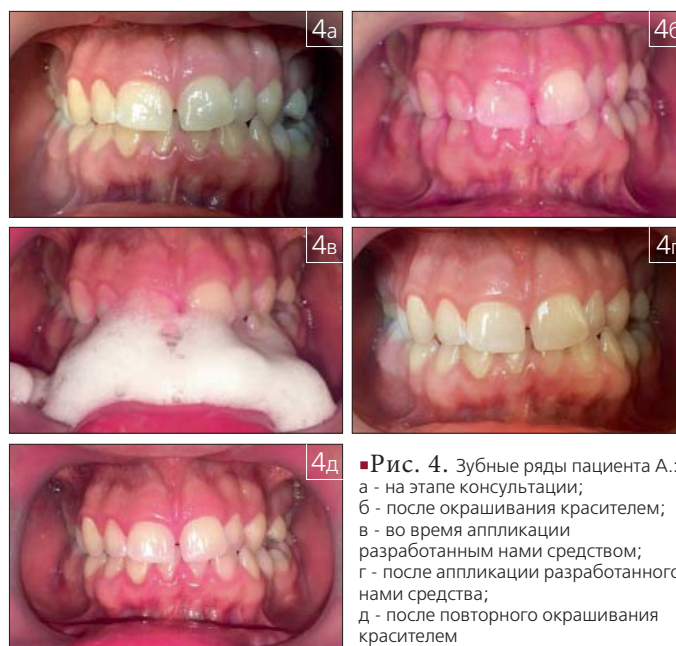 4а
4б
4в
4г
4д
▪Рис. 4. Зубные ряды пациента А.:
а - на этапе консультации;
б - после окрашивания красителем;
в - во время аппликации
разработанным нами средством;
г - после аппликации разработанного
нами средства;
д - после повторного окрашивания
красителем